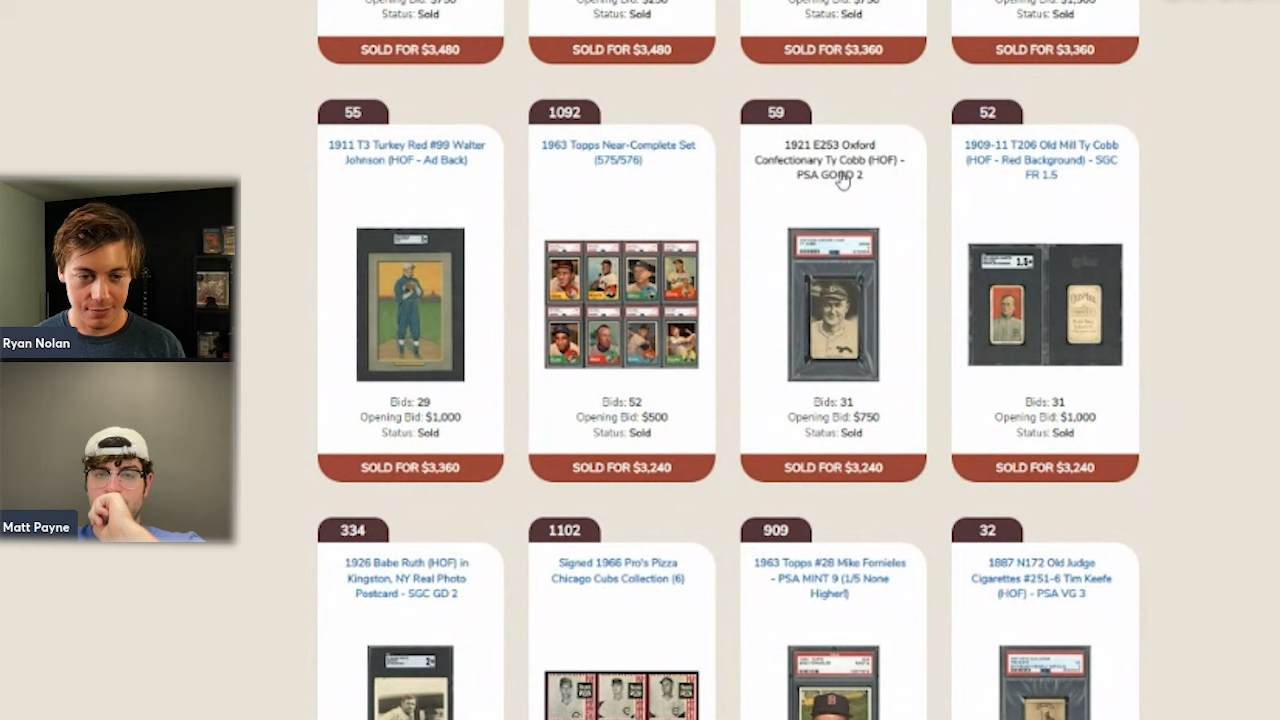 Status: Sold
Status: Sold
Status: Sold
Status: Sold
SOLD FOR $3,480
SOLD FOR $3,480
SOLD FOR $3,360
SOLD FOR $3,360
55
1092
59
52
1911 T3 Turkey Red #99 Walter
Johnson (HOF - Ad Back)
1963 Topps Near-Complete Set
(575/576)
1921 E253 Oxford
Confectionary Ty Cobb (HOF) -
PSA GOOD 2
1909-11 T206 Old Mill Ty Cobb
(HOF - Red Background) - SGC
FR 1.5
Bids: 29
Opening Bid: $1,000
Status: Sold
Bids: 52
Opening Bid: $500
Status: Sold
Bids: 31
Opening Bid: $750
Status: Sold
Bids: 31
Opening Bid: $1,000
Status: Sold
SOLD FOR $3,360
SOLD FOR $3,240
SOLD FOR $3,240
SOLD FOR $3,240
334
1102
909
32
1926 Babe Ruth (HOF) in
Kingston, NY Real Photo
Postcard - SGC GD 2
Signed 1966 Pro's Pizza
Chicago Cubs Collection (6)
1963 Topps #28 Mike Fornieles
- PSA MINT 9 (1/5 None
Higher!)
1887 N172 Old Judge
Cigarettes #251-6 Tim Keefe
(HOF) - PSA VG 3
Ryan Nolan
Matt Payne